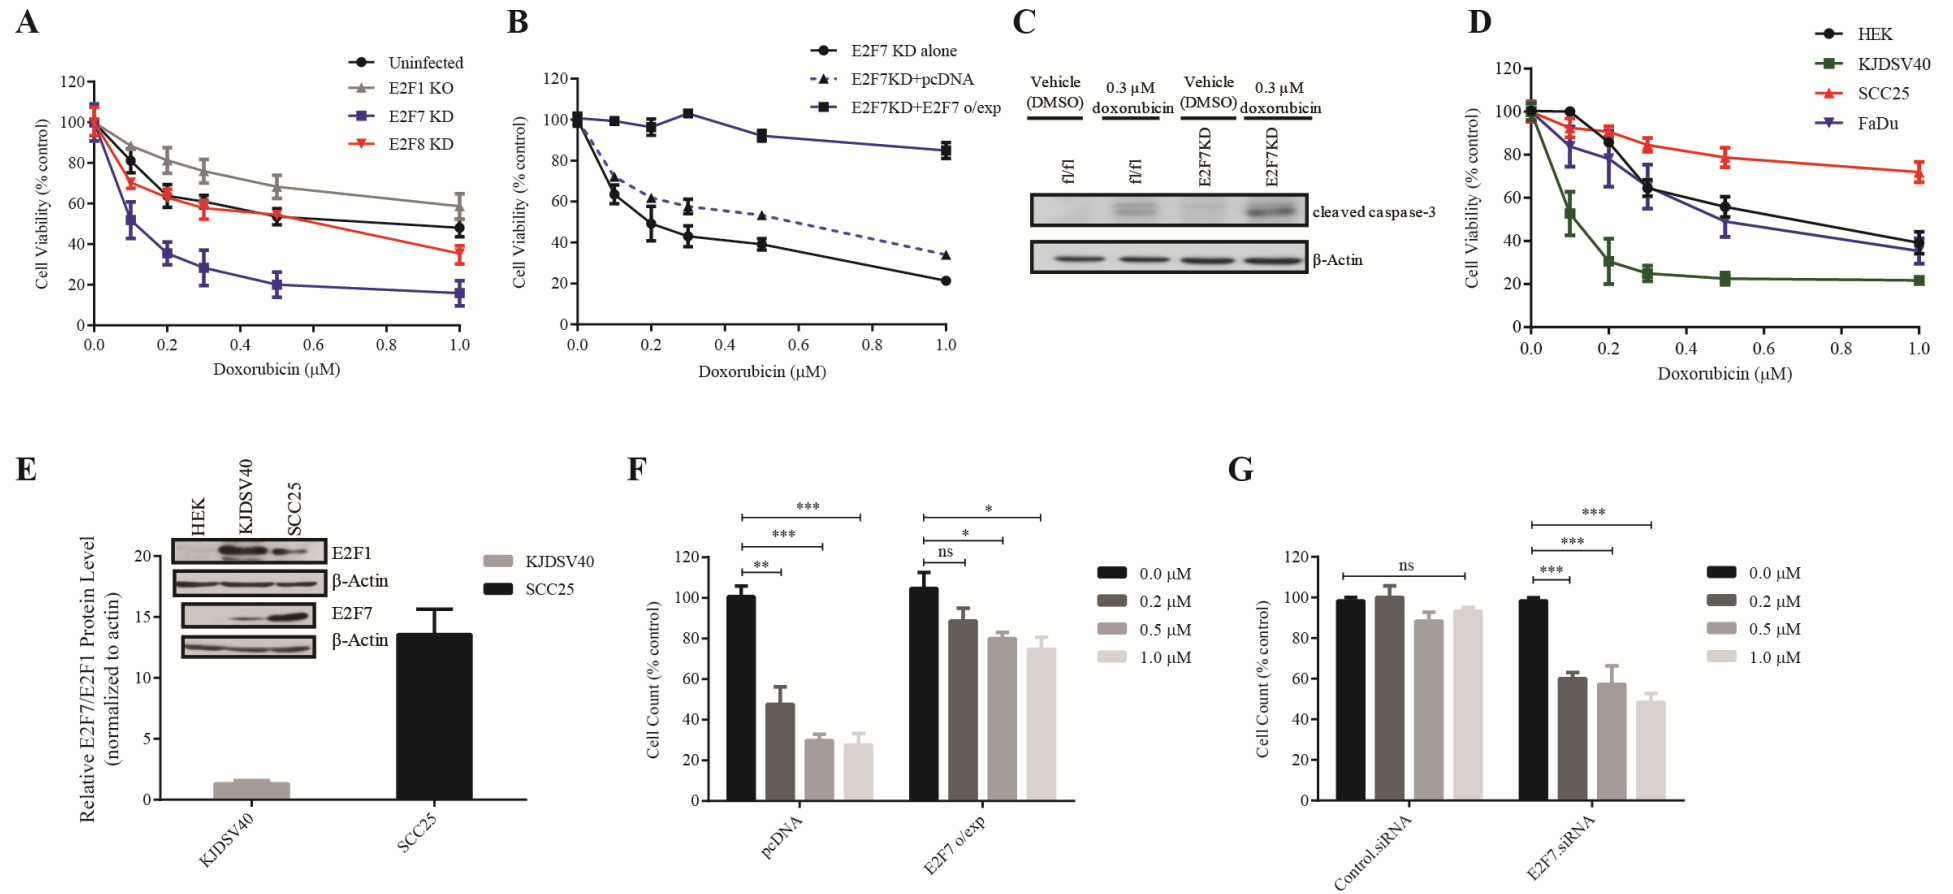 A
Uninfected
E2F1 KO
E2F7 KD
E2F8 KD
120
100
80
60
40
20
0
Cell Viability (% control)
0.0 0.2 0.4 0.6 0.8 1.0
Doxorubicin (µM)
B
E2F7 KD alone
E2F7KD+pcDNA
E2F7KD+E2F7 o/exp
120
100
80
60
40
20
0
Cell Viability (% control)
0.0 0.2 0.4 0.6 0.8 1.0
Doxorubicin (µM)
C
Vehicle (DMSO)
0.3 µM doxorubicin
Vehicle (DMSO)
0.3 µM doxorubicin
fl/fl
fl/fl
E2F7KD
E2F7KD
cleaved caspase-3
β-Actin
D
HEK
KJDSV40
SCC25
FaDu
120
100
80
60
40
20
0
Cell Viability (% control)
0.0 0.2 0.4 0.6 0.8 1.0
Doxorubicin (µM)
E
HEK
KJDSV40
SCC25
E2F1
β-Actin
E2F7
β-Actin
KJDSV40
SCC25
20
15
10
5
0
Relative E2F7/E2F1 Protein Level
(normalized to actin)
KJDSV40
SCC25
F
***
***
**
*
*
ns
120
100
80
60
40
20
0
Cell Count (% control)
0.0 µM
0.2 µM
0.5 µM
1.0 µM
pcDNA
E2F7 o/exp
G
ns
***
***
***
120
100
80
60
40
20
0
Cell Count (% control)
0.0 µM
0.2 µM
0.5 µM
1.0 µM
Control.siRNA
E2F7.siRNA